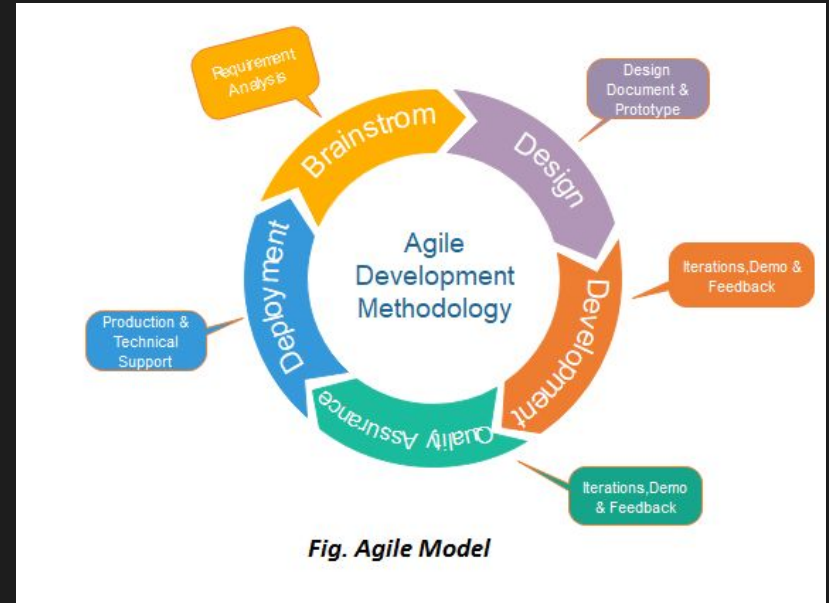 Requirement
Analysis
Brainstrom
Design
Document &
Prototype
Design
Agile
Development
Methodology
Iterations,Demo &
Feedback
Development
Deployment
Production &
Technical
Support
Quality Assurance
Iterations,Demo
& Feedback
Fig. Agile Model